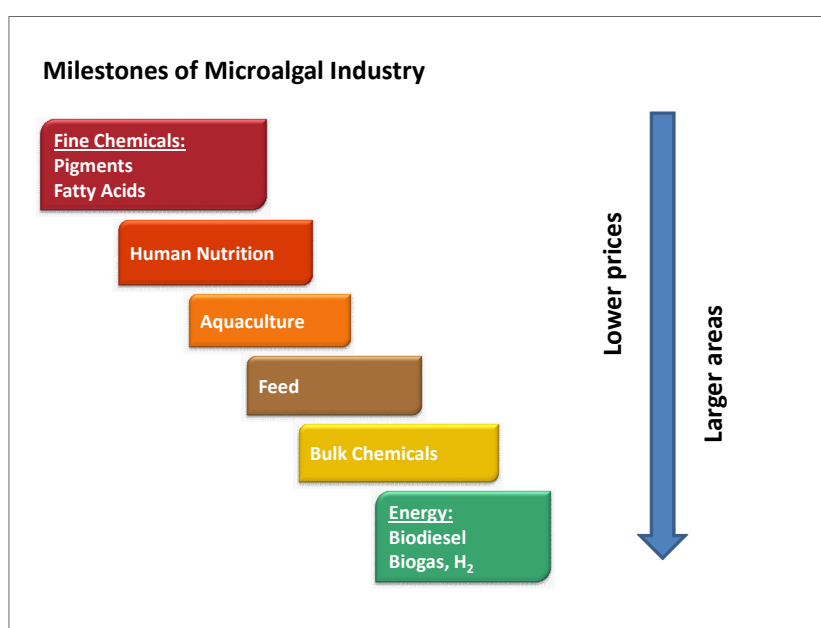 Milestones of Microalgal Industry
Fine Chemicals:
Pigments
Fatty Acids
Human Nutrition
Aquaculture
Feed
Bulk Chemicals
Energy:
Biodiesel
Biogas, H₂
Lower prices
Larger areas